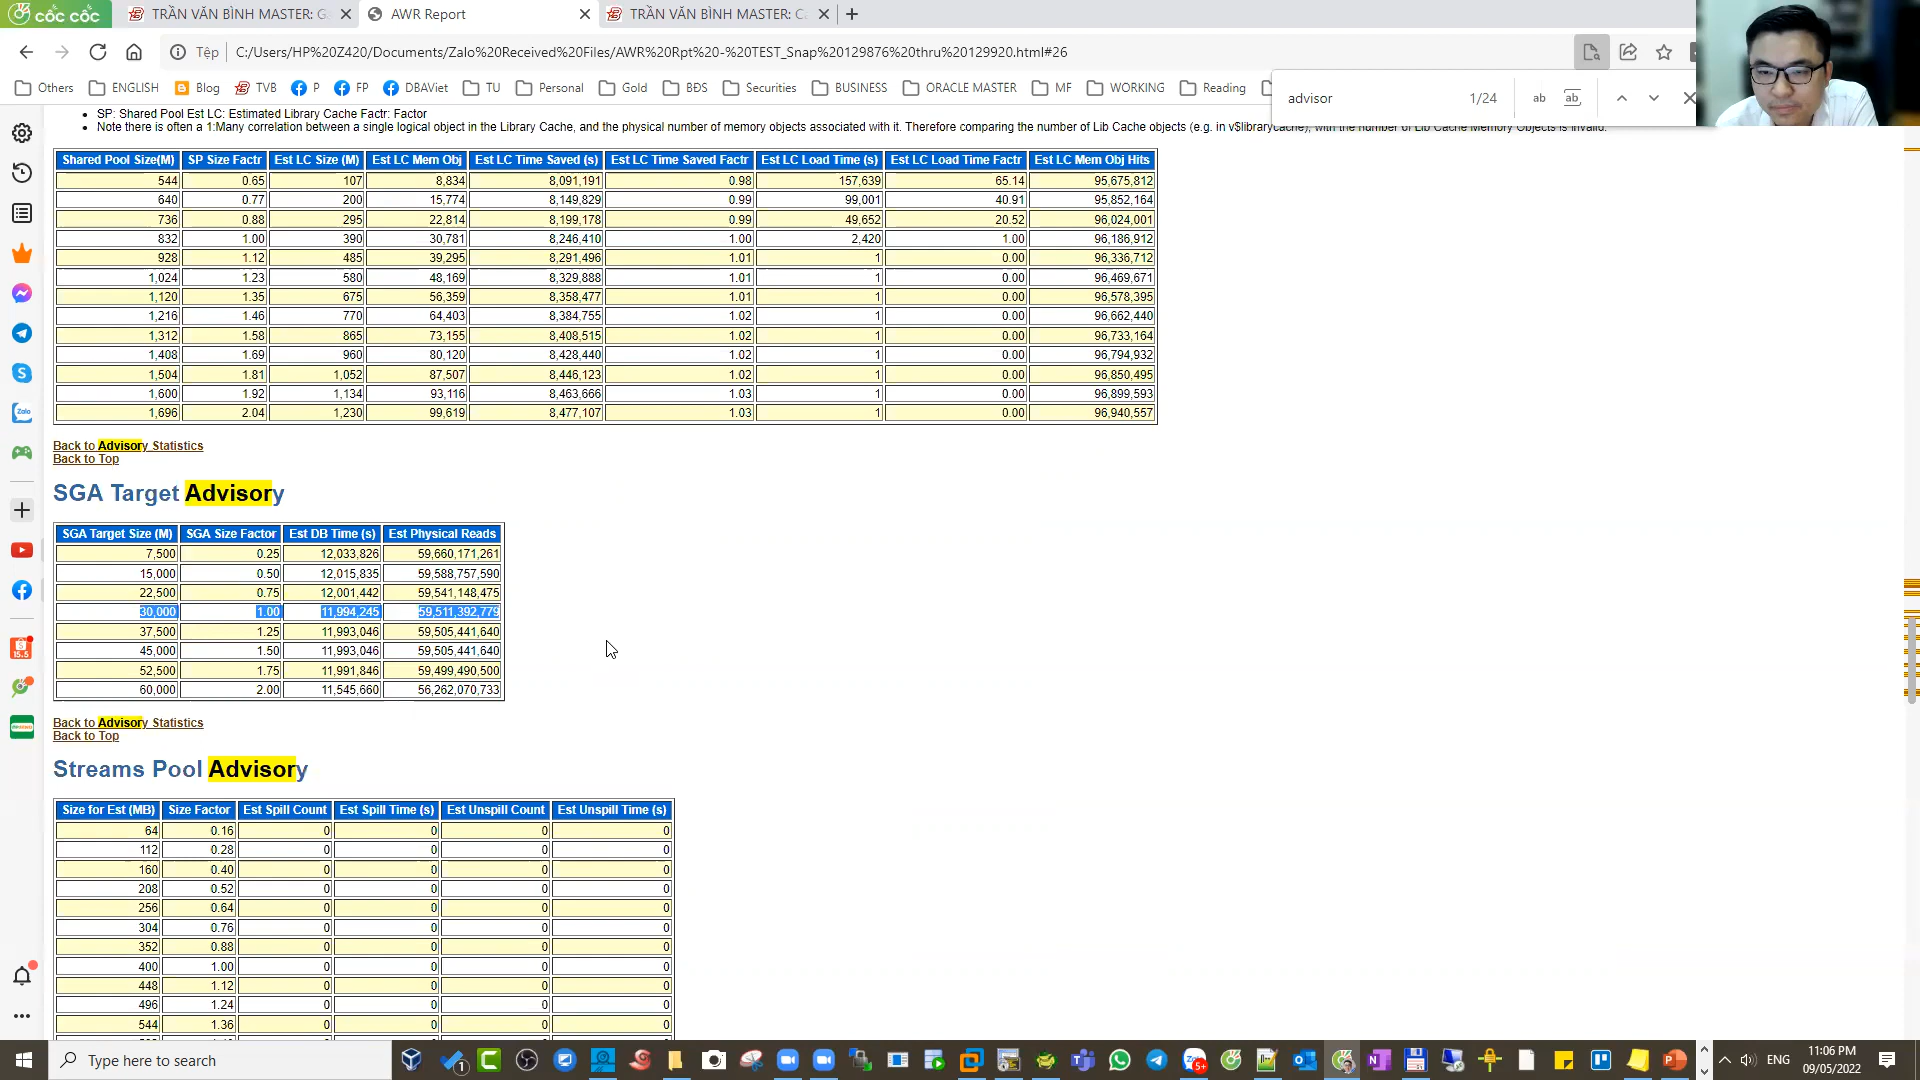 cốc cốc
TRẦN VĂN BÌNH MASTER: G
AWR Report
TRẦN VĂN BÌNH MASTER: C
Tệp
C:/Users/HP%20Z420/Documents/Zalo%20Received%20Files/AWR%20Rpt%20-%20TEST_Snap%20129876%20thru%20129920.html#26
Others ENGLISH Blog TVB P FP DBAViet TU Personal Gold BĐS Securities BUSINESS ORACLE MASTER MF WORKING Reading
advisor 1/24 ab ab
SP: Shared Pool Est LC: Estimated Library Cache Factr: Factor
Note there is often a 1:Many correlation between a single logical object in the Library Cache, and the physical number of memory objects associated with it. Therefore comparing the number of Lib Cache objects (e.g. in v$librarycache), with the number of Lib Cache Memory Objects is invalid.
Shared Pool Size(M) SP Size Factr Est LC Size (M) Est LC Mem Obj Est LC Time Saved (s) Est LC Time Saved Factr Est LC Load Time (s) Est LC Load Time Factr Est LC Mem Obj Hits
544 0.65 107 8,834 8,091,191 0.98 157,639 65.14 95,675,812
640 0.77 200 15,774 8,149,829 0.99 99,001 40.91 95,852,164
736 0.88 295 22,814 8,199,178 0.99 49,652 20.52 96,024,001
832 1.00 390 30,781 8,246,410 1.00 2,420 1.00 96,186,912
928 1.12 485 39,295 8,291,496 1.01 1 0.00 96,336,712
1,024 1.23 580 48,169 8,329,888 1.01 1 0.00 96,469,671
1,120 1.35 675 56,359 8,358,477 1.01 1 0.00 96,578,395
1,216 1.46 770 64,403 8,384,755 1.02 1 0.00 96,662,440
1,312 1.58 865 73,155 8,408,515 1.02 1 0.00 96,733,164
1,408 1.69 960 80,120 8,428,440 1.02 1 0.00 96,794,932
1,504 1.81 1,052 87,507 8,446,123 1.02 1 0.00 96,850,495
1,600 1.92 1,134 93,116 8,463,666 1.03 1 0.00 96,899,593
1,696 2.04 1,230 99,619 8,477,107 1.03 1 0.00 96,940,557
Back to Advisory Statistics
Back to Top
SGA Target Advisory
SGA Target Size (M) SGA Size Factor Est DB Time (s) Est Physical Reads
7,500 0.25 12,033,826 59,660,171,261
15,000 0.50 12,015,835 59,588,757,590
22,500 0.75 12,001,442 59,541,148,475
30,000 1.00 11,994,245 59,511,392,779
37,500 1.25 11,993,046 59,505,441,640
45,000 1.50 11,993,046 59,505,441,640
52,500 1.75 11,991,846 59,499,490,500
60,000 2.00 11,545,660 56,262,070,733
Back to Advisory Statistics
Back to Top
Streams Pool Advisory
Size for Est (MB) Size Factor Est Spill Count Est Spill Time (s) Est Unspill Count Est Unspill Time (s)
64 0.16 0 0 0 0
112 0.28 0 0 0 0
160 0.40 0 0 0 0
208 0.52 0 0 0 0
256 0.64 0 0 0 0
304 0.76 0 0 0 0
352 0.88 0 0 0 0
400 1.00 0 0 0 0
448 1.12 0 0 0 0
496 1.24 0 0 0 0
544 1.36 0 0 0 0
Type here to search
ENG
11:06 PM
09/05/2022